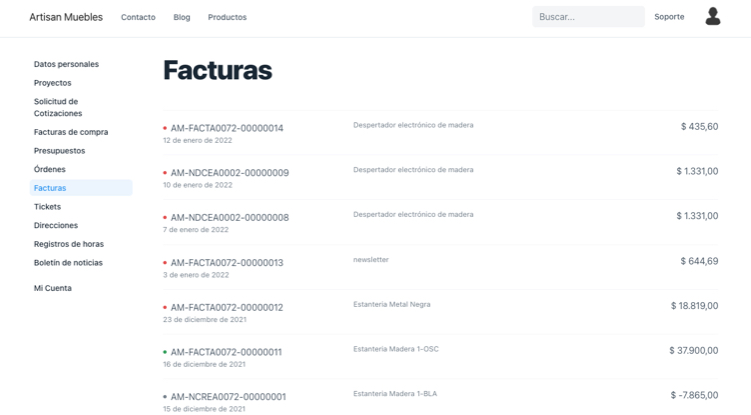 Artisan Muebles
Contacto
Blog
Productos
Buscar...
Soporte
Datos personales
Proyectos
Solicitud de
Cotizaciones
Facturas de compra
Presupuestos
Órdenes
Facturas
Tickets
Direcciones
Registros de horas
Boletín de noticias
Mi Cuenta
Facturas
AM-FACTA0072-00000014
Despertador electrónico de madera
$ 435,60
12 de enero de 2022
AM-NDCEA0002-00000009
Despertador electrónico de madera
$ 1.331,00
10 de enero de 2022
AM-NDCEA0002-00000008
Despertador electrónico de madera
$ 1.331,00
7 de enero de 2022
AM-FACTA0072-00000013
newsletter
$ 644,69
3 de enero de 2022
AM-FACTA0072-00000012
Estantería Metal Negra
$ 18.819,00
23 de diciembre de 2021
AM-FACTA0072-00000011
Estantería Madera 1-OSC
$ 37.900,00
16 de diciembre de 2021
AM-NCREA0072-00000001
Estantería Madera 1-BLA
$ -7.865,00
15 de diciembre de 2021